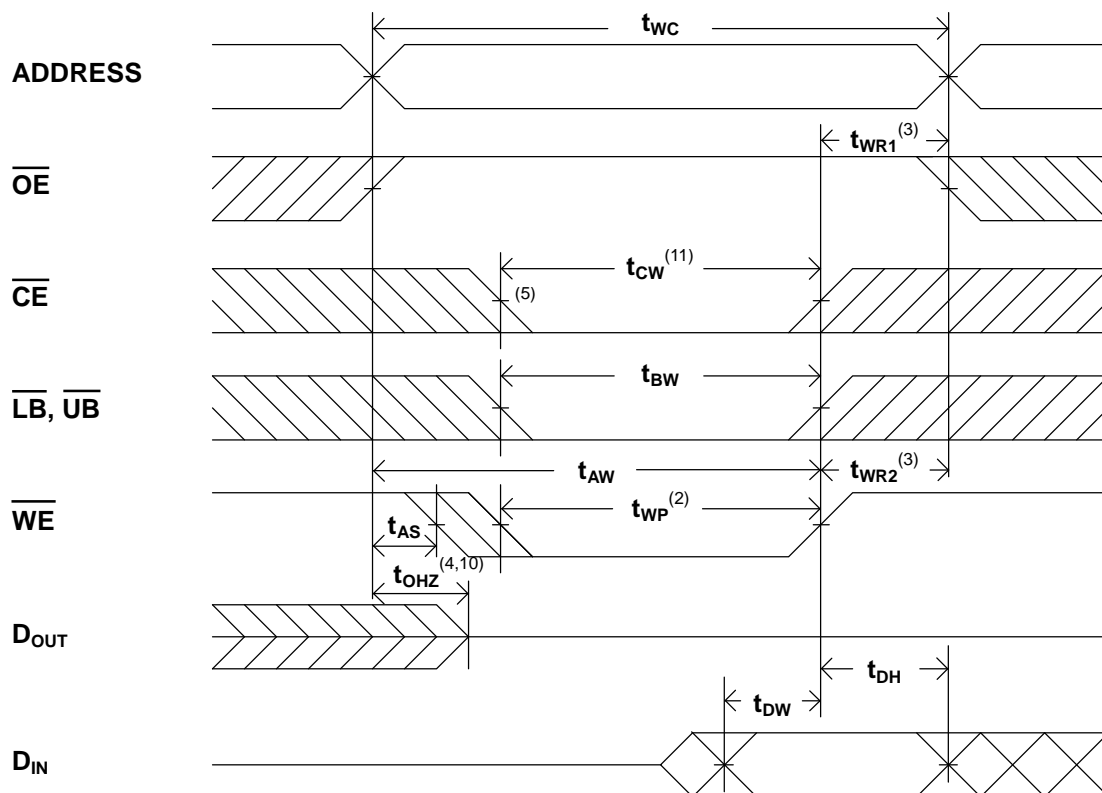 tWC
ADDRESS
tWR1(3)
OE
tCW(11)
CE
(5)
tBW
LB, UB
tAW
tWR2(3)
WE
tWP(2)
tAS
tOHZ(4,10)
DOUT
tDH
tDW
DIN